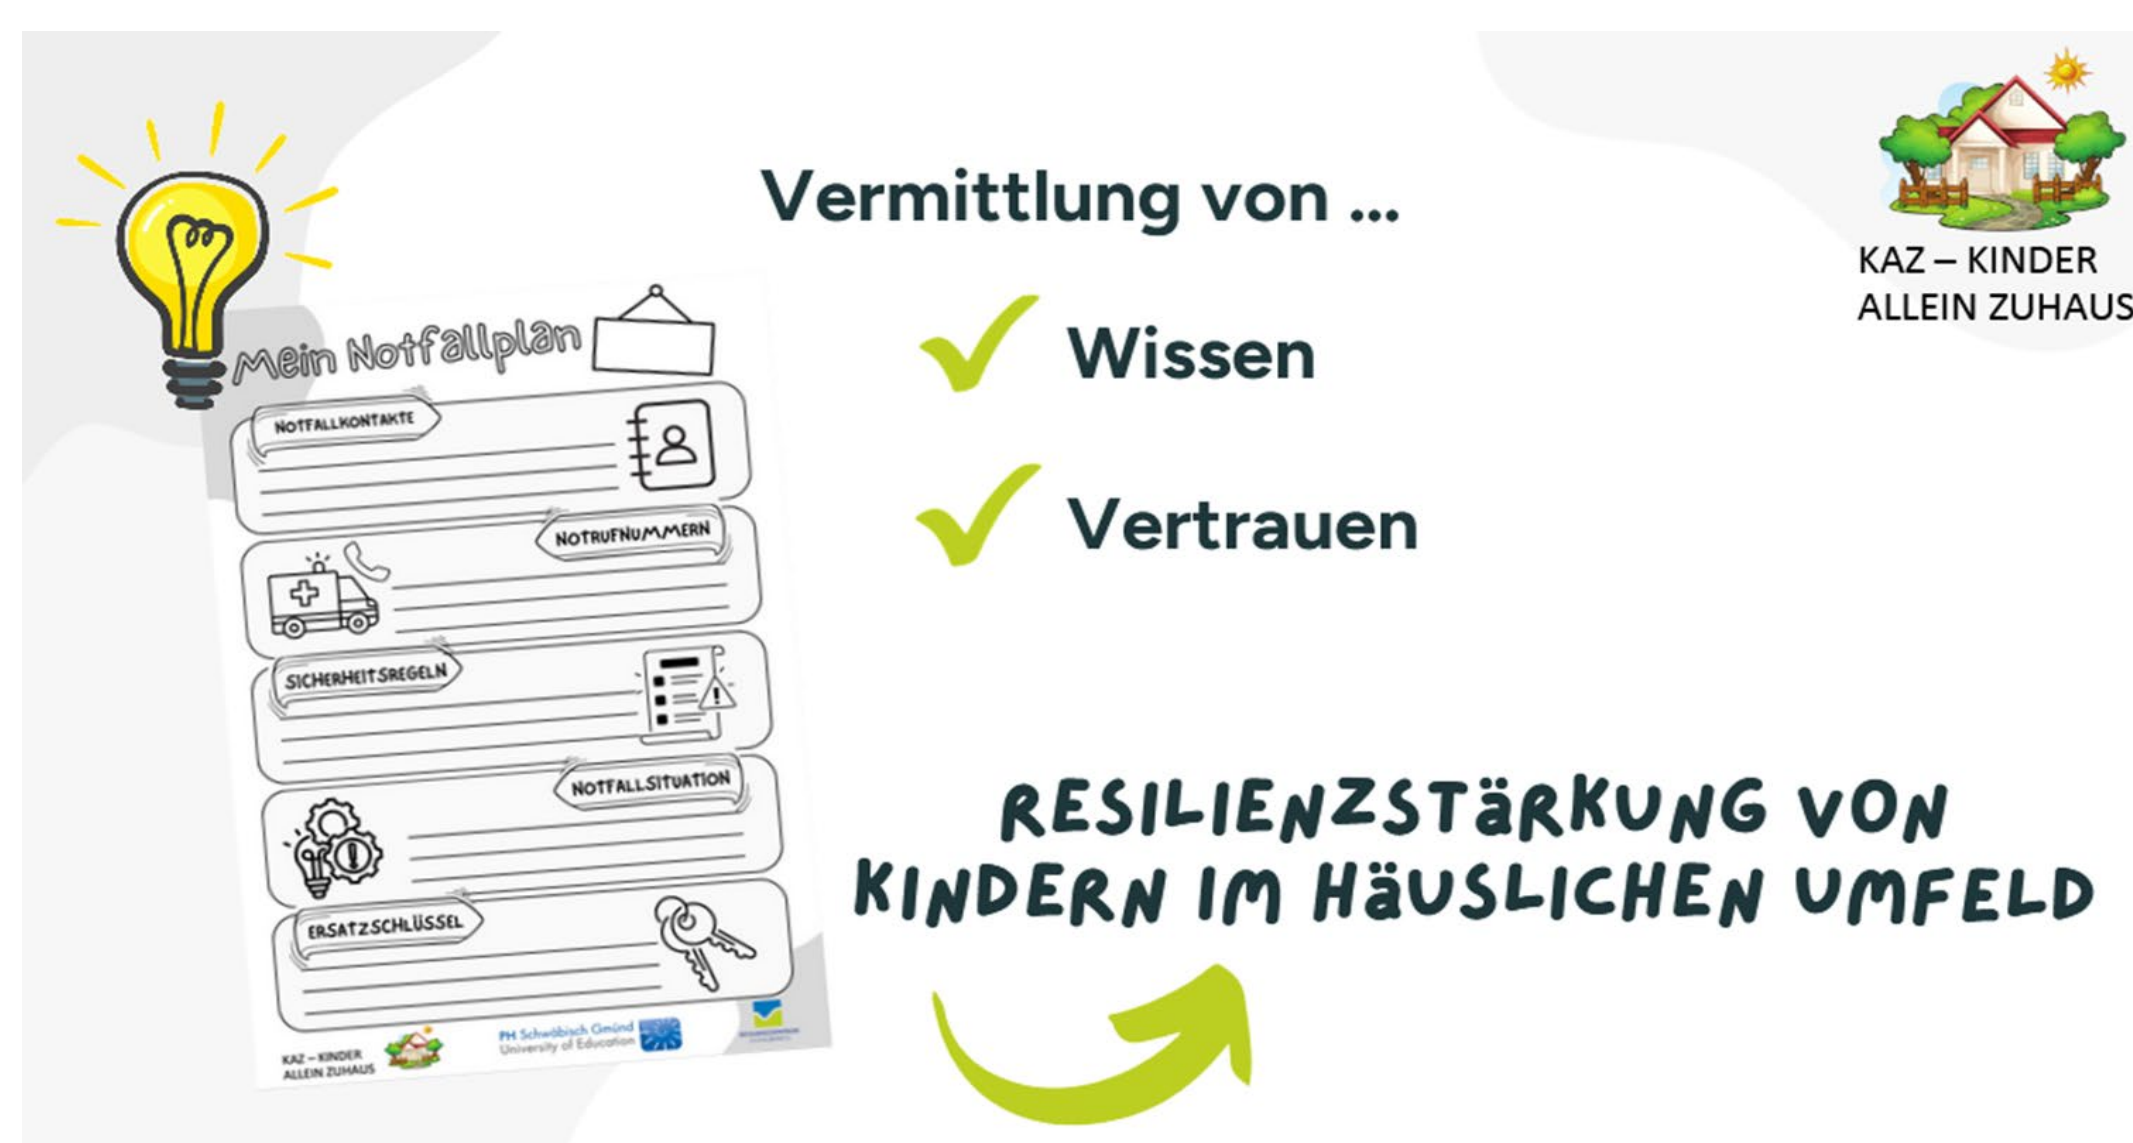 Vermittlung von ...
Wissen
Vertrauen
RESILIENZSTÄRKUNG VON
KINDERN IM HÄUSLICHEN UMFELD
KAZ – KINDER
ALLEIN ZUHAUS
Mein Notfallplan
NOTFALLKONTAKTE
NOTRUFNUMMERN
SICHERHEITSREGELN
NOTFALLSITUATION
ERSATZSCHLÜSSEL
KAZ – KINDER
ALLEIN ZUHAUS
PH Schwäbisch Gmünd
University of Education